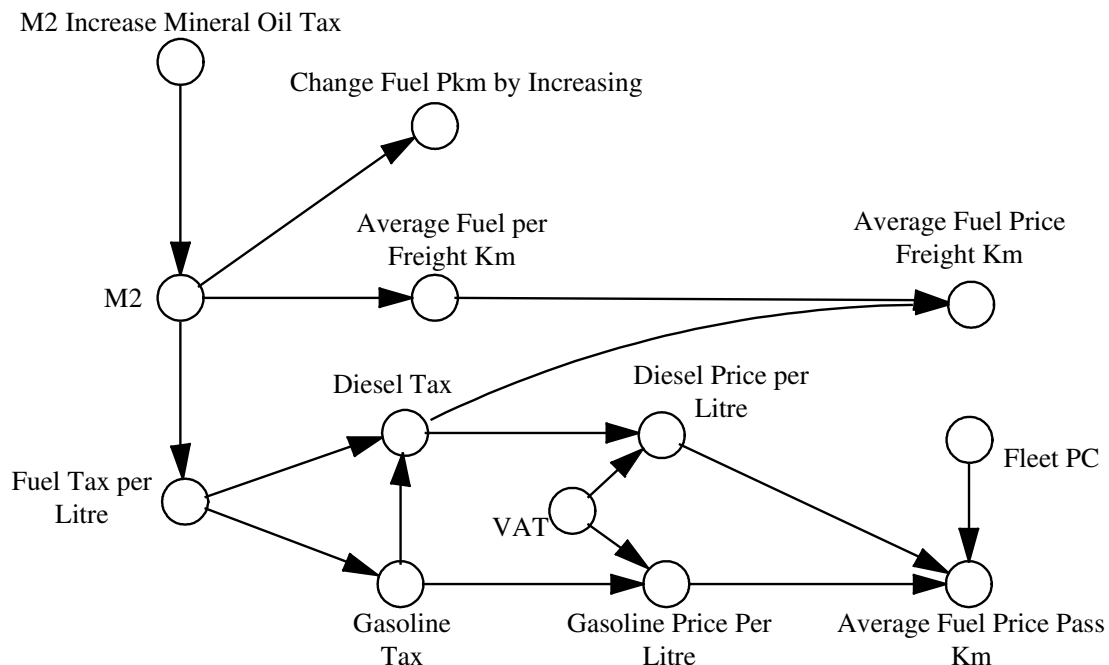 M2 Increase Mineral Oil Tax
Change Fuel Pkm by Increasing
Average Fuel per
Freight Km
Average Fuel Price
Freight Km
M2
Diesel Tax
Diesel Price per
Litre
Fleet PC
Fuel Tax per
Litre
VAT
Gasoline
Tax
Gasoline Price Per
Litre
Average Fuel Price Pass
Km